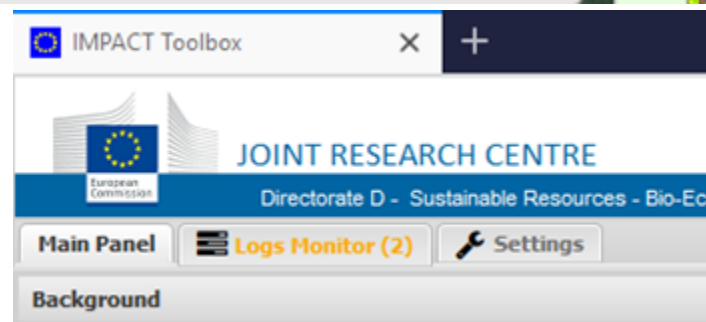 IMPACT Toolbox
JOINT RESEARCH CENTRE
European
Commission
Directorate D - Sustainable Resources - Bio-Ec
Main Panel Logs Monitor (2) Settings
Background